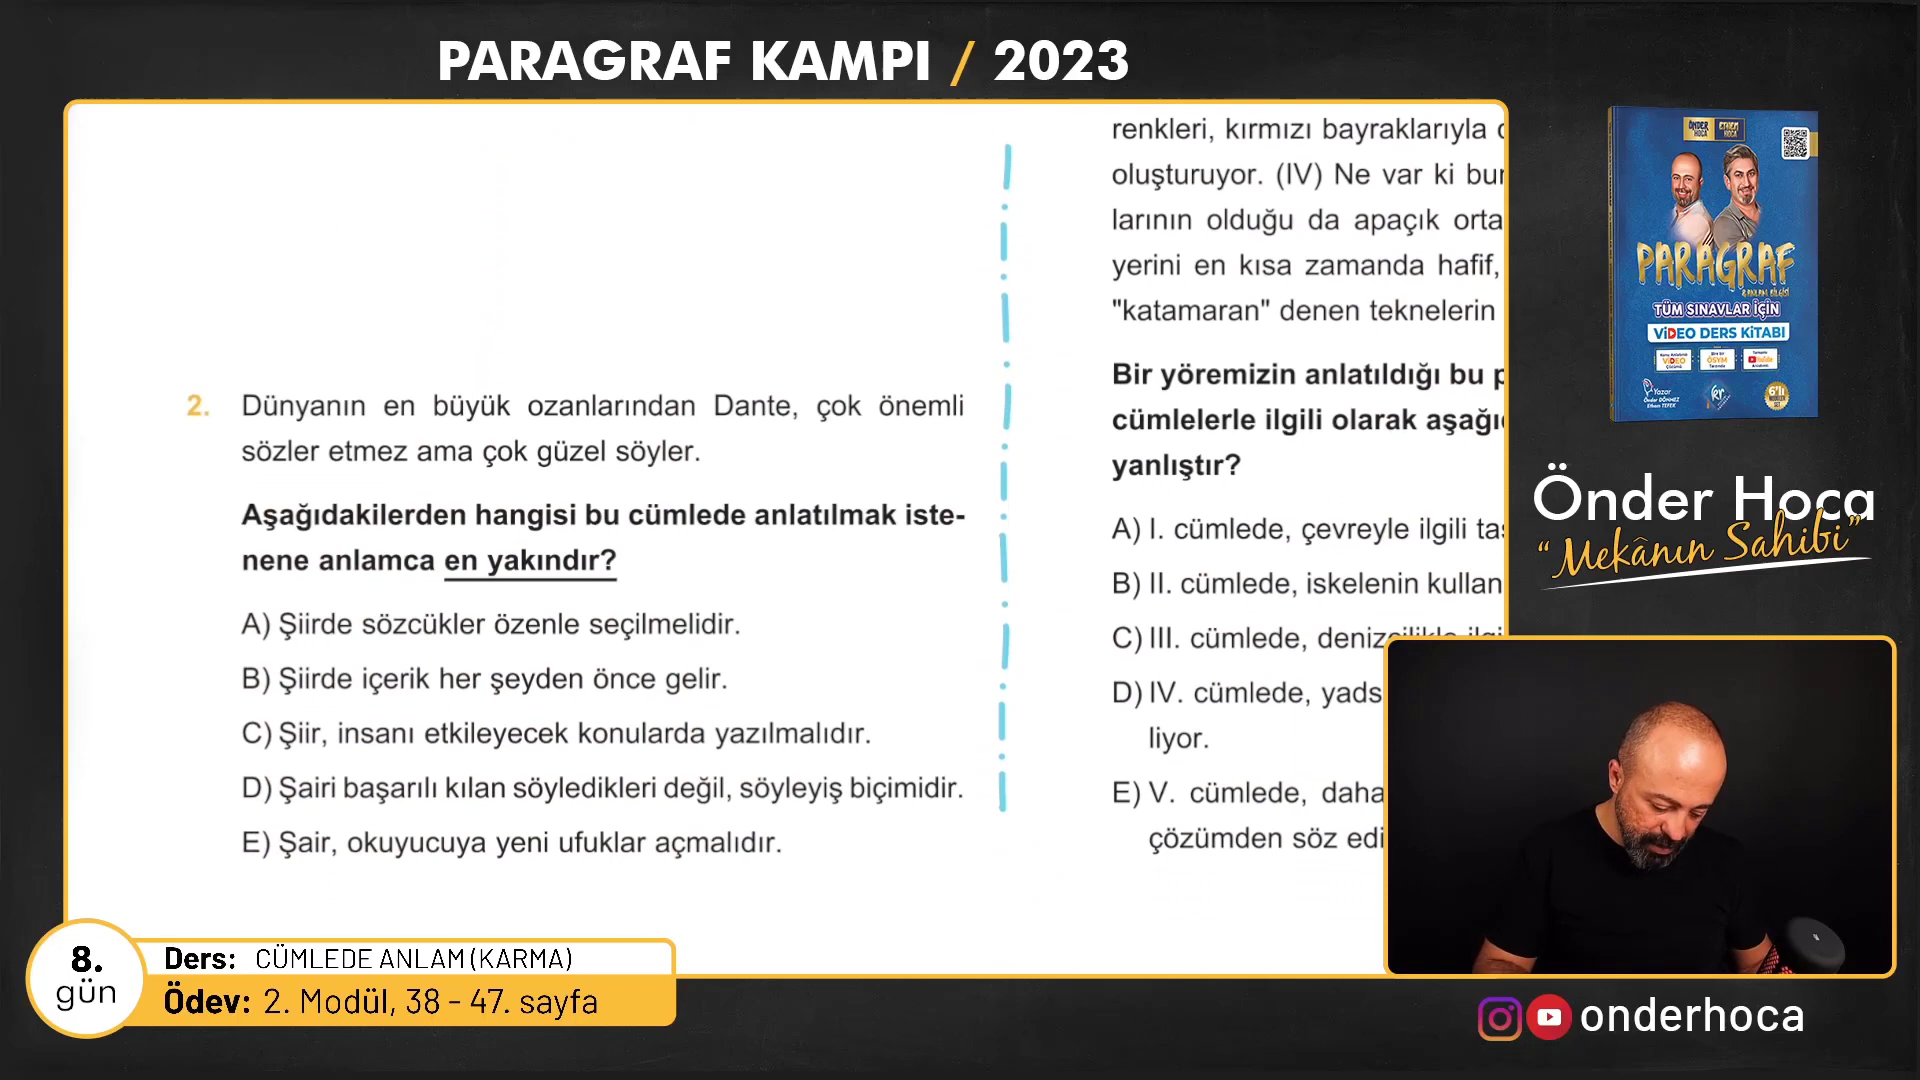 PARAGRAF KAMPI / 2023
2. Dünyanın en büyük ozanlarından Dante, çok önemli
sözler etmez ama çok güzel söyler.
Aşağıdakilerden hangisi bu cümlede anlatılmak iste-
nene anlamca en yakındır?
A) Şiirde sözcükler özenle seçilmelidir.
B) Şiirde içerik her şeyden önce gelir.
C) Şiir, insanı etkileyecek konularda yazılmalıdır.
D) Şairi başarılı kılan söyledikleri değil, söyleyiş biçimidir.
E) Şair, okuyucuya yeni ufuklar açmalıdır.
renkleri, kırmızı bayraklarıyla
oluşturuyor. (IV) Ne var ki
larının olduğu da apaçık orta
yerini en kısa zamanda hafif,
"katamaran" denen teknelerin
Bir yöremizin anlatıldığı bu
cümlelerle ilgili olarak
yanlıştır?
A) I. cümlede, çevreyle ilgili
B) II. cümlede, iskelenin kullan
C) III. cümlede,
D) IV. cümlede, yads
liyor.
E) V. cümlede, daha
çözümden söz edi
ÖNDER HOCA
ETHEM HOCA
PARAGRAF
TÜM SINAVLAR İÇİN
VİDEO DERS KİTABI
Önder Hoca
"Mekânın Sahibi"
8.
gün
Ders: CÜMLEDE ANLAM (KARMA)
Ödev: 2. Modül, 38 - 47. sayfa
onderhoca